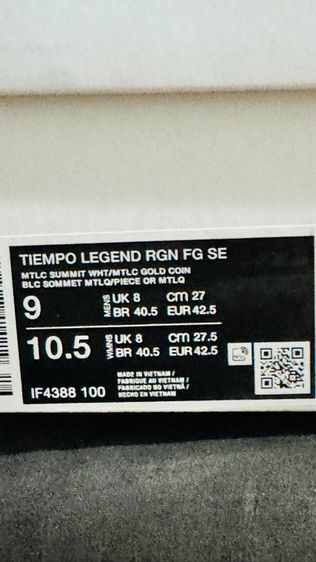 TIEMPO LEGEND RGN FG SE
MTLC SUMMIT WHT/MTLC GOLD COIN
BLC SOMMET MTLQ/PIECE OR MTLQ
9 MENS UK 8 cm 27
BR 40.5 EUR 42.5
10.5 WMNS UK 8 cm 27.5
BR 40.5 EUR 42.5
MADE IN VIETNAM /
FABRIQUE AU VIETNAM /
FABRICADO NO VIETNÃ /
HECHO EN VIETNAM
IF4388 100